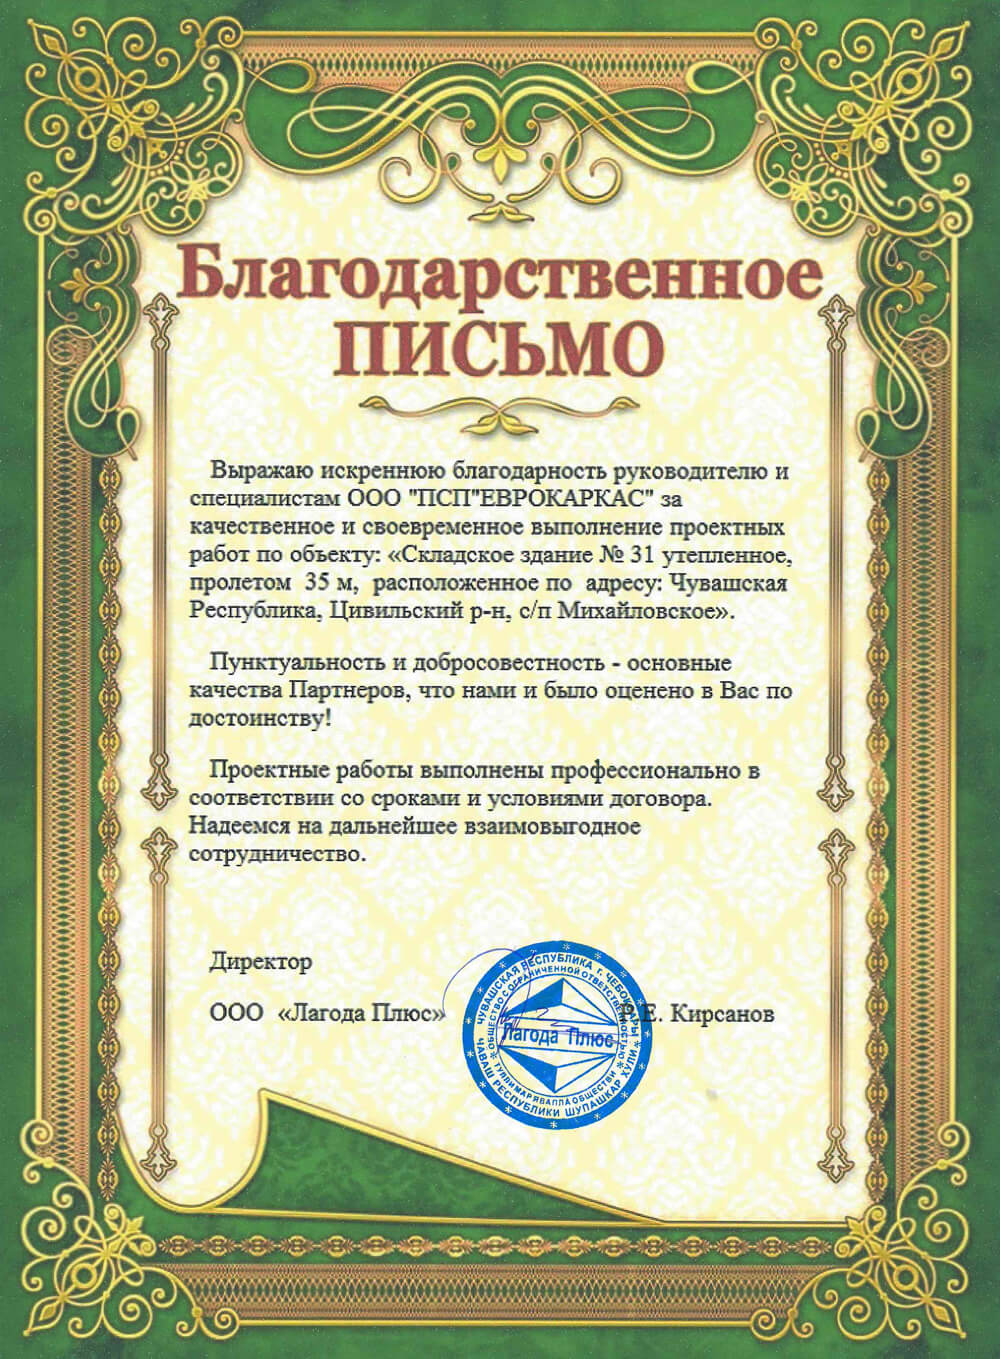 Благодарственное
ПИСЬМО
Выражаю искреннюю благодарность руководителю и
специалистам ООО "ПСП"ЕВРОКАРКАС" за
качественное и своевременное выполнение проектных
работ по объекту: «Складское здание № 31 утепленное,
пролетом 35 м, расположенное по адресу: Чувашская
Республика, Цивильский р-н, с/п Михайловское».
Пунктуальность и добросовестность - основные
качества Партнеров, что нами и было оценено в Вас по
достоинству!
Проектные работы выполнены профессионально в
соответствии со сроками и условиями договора.
Надеемся на дальнейшее взаимовыгодное
сотрудничество.
Директор
ООО «Лагода Плюс»
Р.Е. Кирсанов
ЧУВАШСКАЯ РЕСПУБЛИКА г. ЧЕБОКСАРЫ
ОБЩЕСТВО С ОГРАНИЧЕННОЙ ОТВЕТСТВЕННОСТЬЮ
Лагода Плюс
ЧАВАШ РЕСПУБЛИКИ ШУПАШКАР ХУЛИ